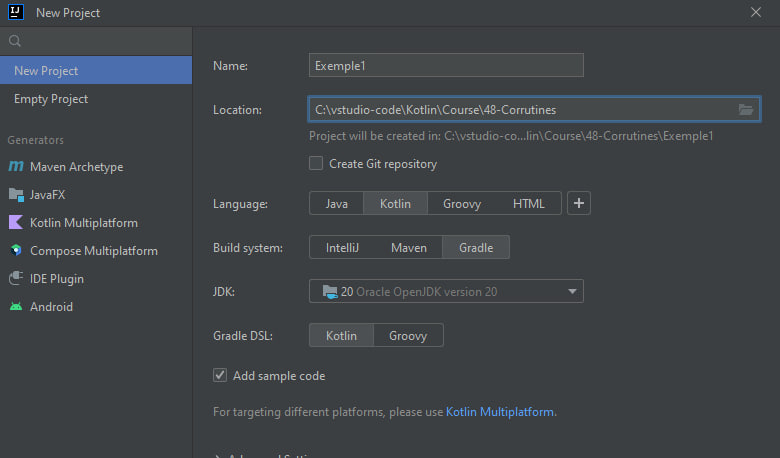 IJ New Project
New Project
Empty Project
Generators
m Maven Archetype
JavaFX
Kotlin Multiplatform
Compose Multiplatform
IDE Plugin
Android
Name: Exemple1
Location: C:\vstudio-code\Kotlin\Course\48-Corrutines
Project will be created in: C:\vstudio-co...lin\Course\48-Corrutines\Exemple1
Create Git repository
Language: Java Kotlin Groovy HTML +
Build system: IntelliJ Maven Gradle
JDK: 20 Oracle OpenJDK version 20
Gradle DSL: Kotlin Groovy
Add sample code
For targeting different platforms, please use Kotlin Multiplatform.